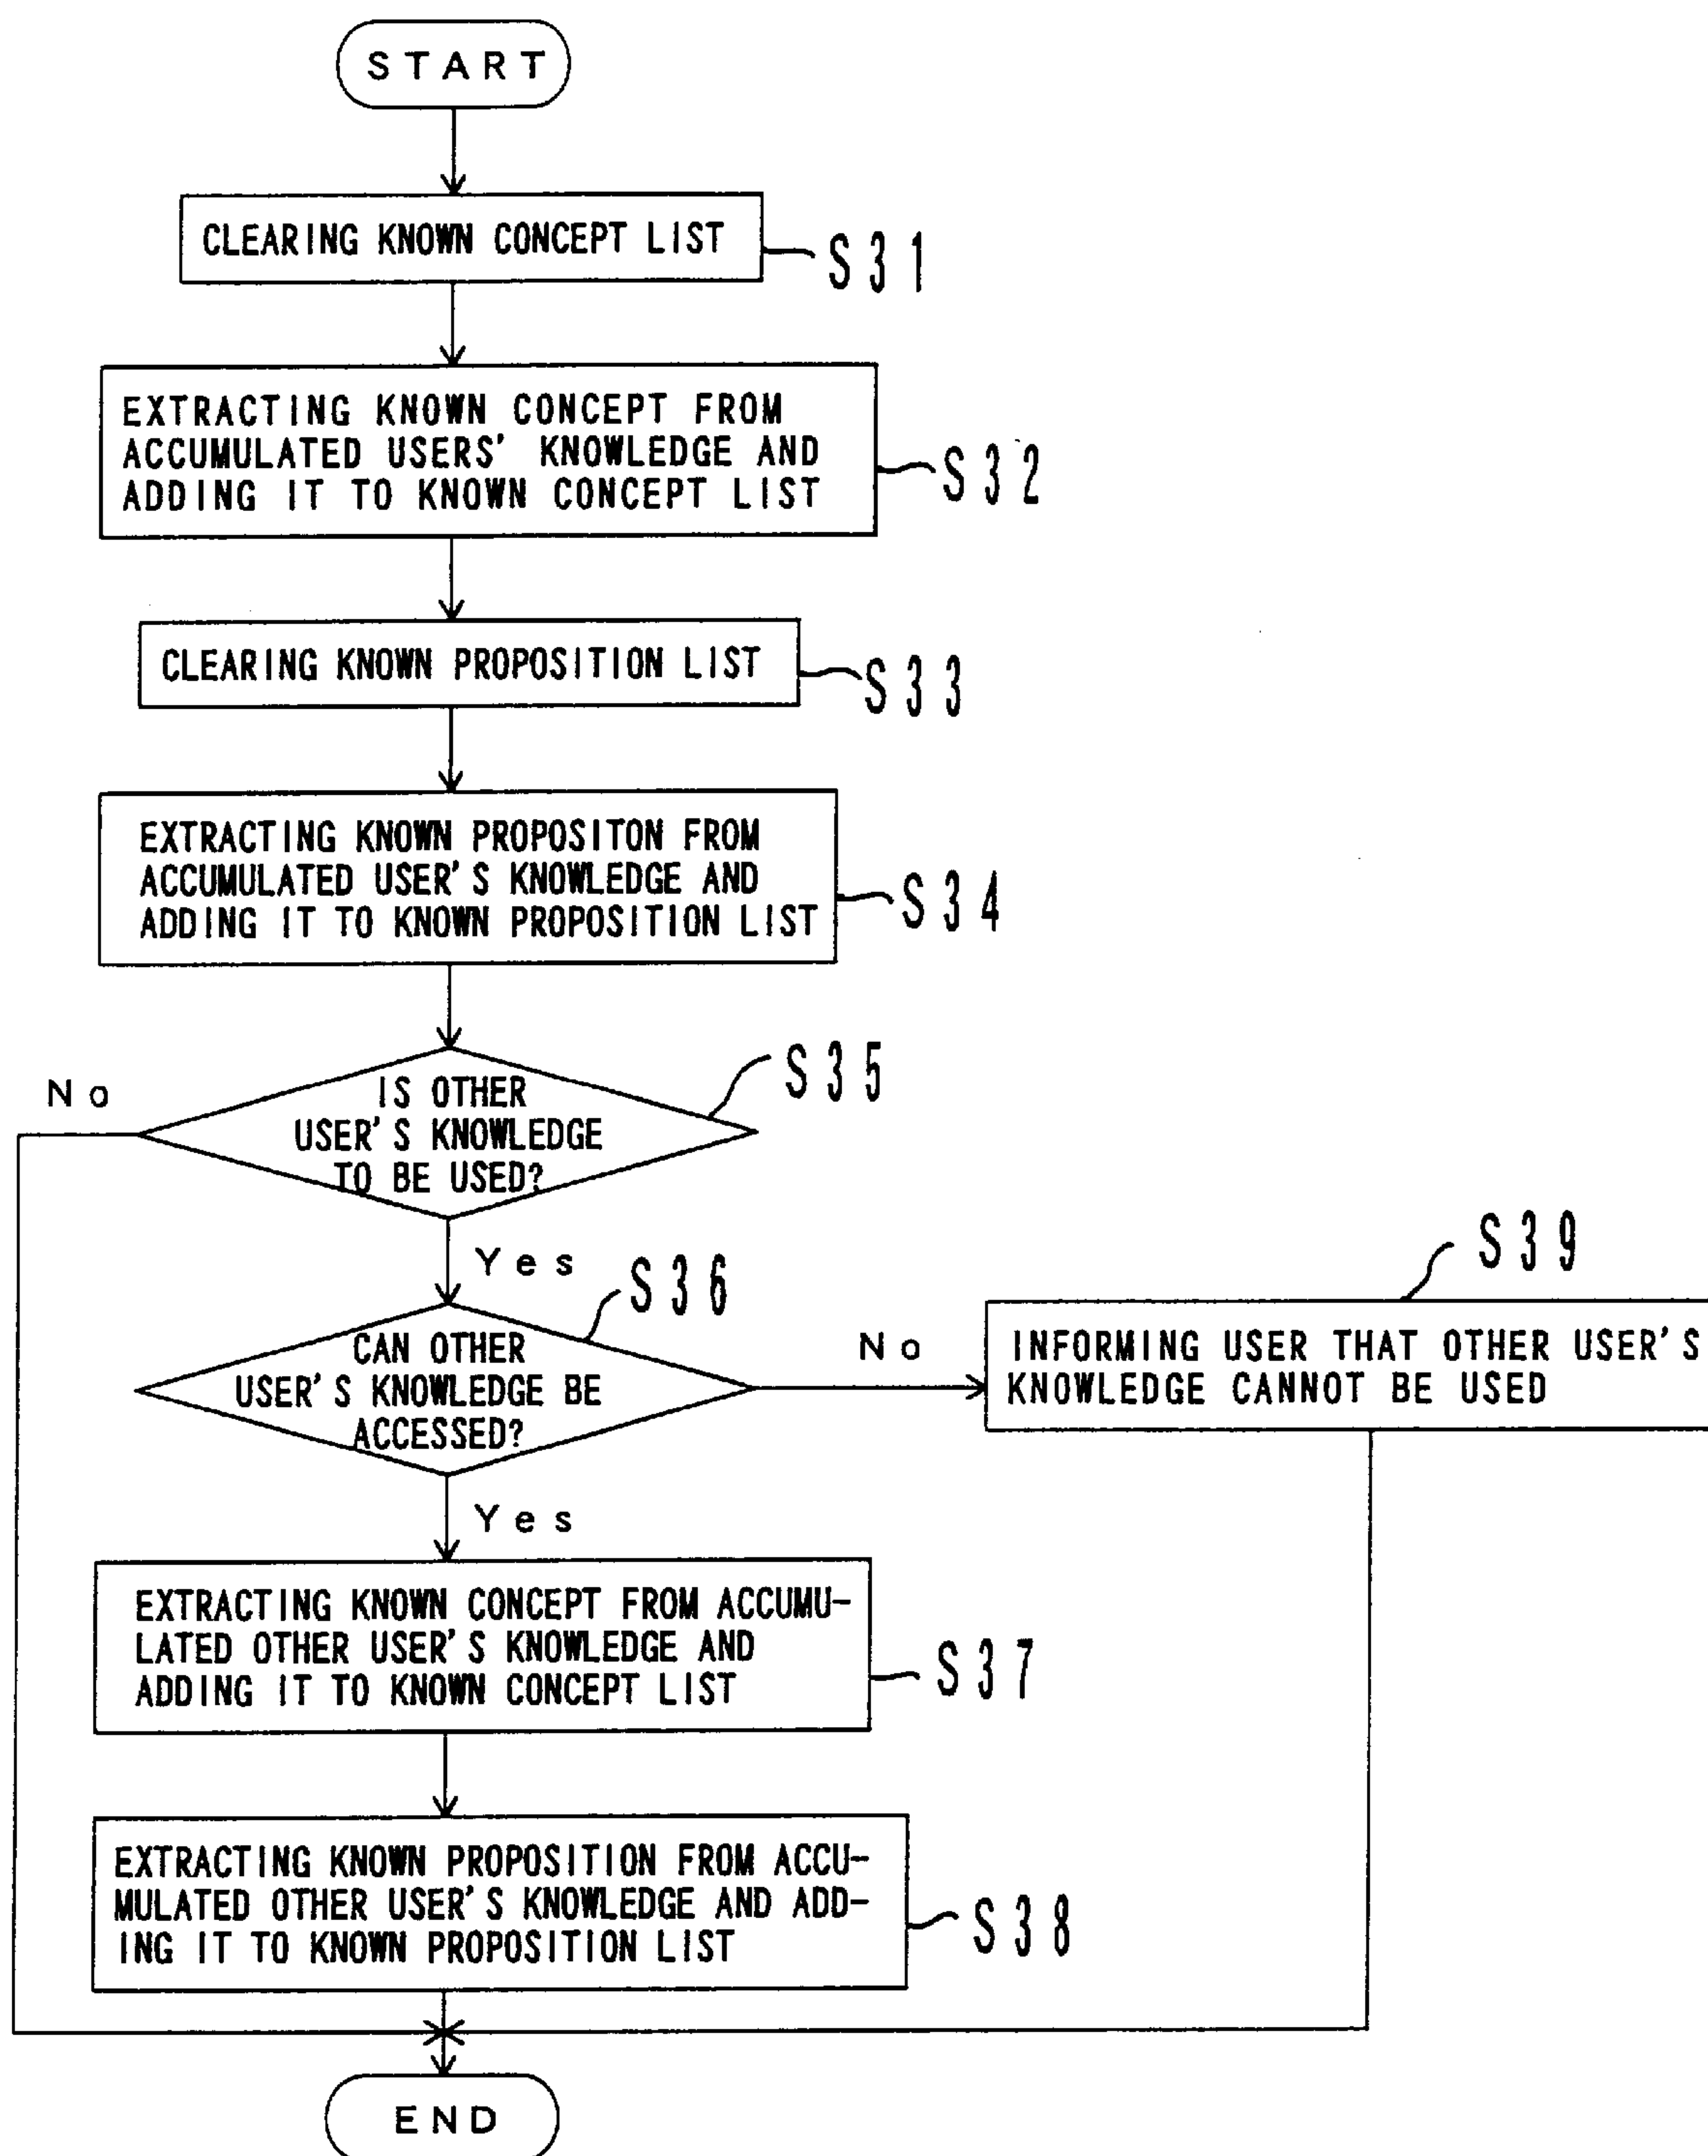 START
CLEARING KNOWN CONCEPT LIST
S31
EXTRACTING KNOWN CONCEPT FROM
ACCUMULATED USERS' KNOWLEDGE AND
ADDING IT TO KNOWN CONCEPT LIST
S32
CLEARING KNOWN PROPOSITION LIST
S33
EXTRACTING KNOWN PROPOSITON FROM
ACCUMULATED USER'S KNOWLEDGE AND
ADDING IT TO KNOWN PROPOSITION LIST
S34
No
IS OTHER
USER'S KNOWLEDGE
TO BE USED?
S35
Yes
CAN OTHER
USER'S KNOWLEDGE BE
ACCESSED?
S36
No
INFORMING USER THAT OTHER USER'S
KNOWLEDGE CANNOT BE USED
S39
Yes
EXTRACTING KNOWN CONCEPT FROM ACCUMU-
LATED OTHER USER'S KNOWLEDGE AND
ADDING IT TO KNOWN CONCEPT LIST
S37
EXTRACTING KNOWN PROPOSITION FROM ACCU-
MULATED OTHER USER'S KNOWLEDGE AND ADD-
ING IT TO KNOWN PROPOSITION LIST
S38
END